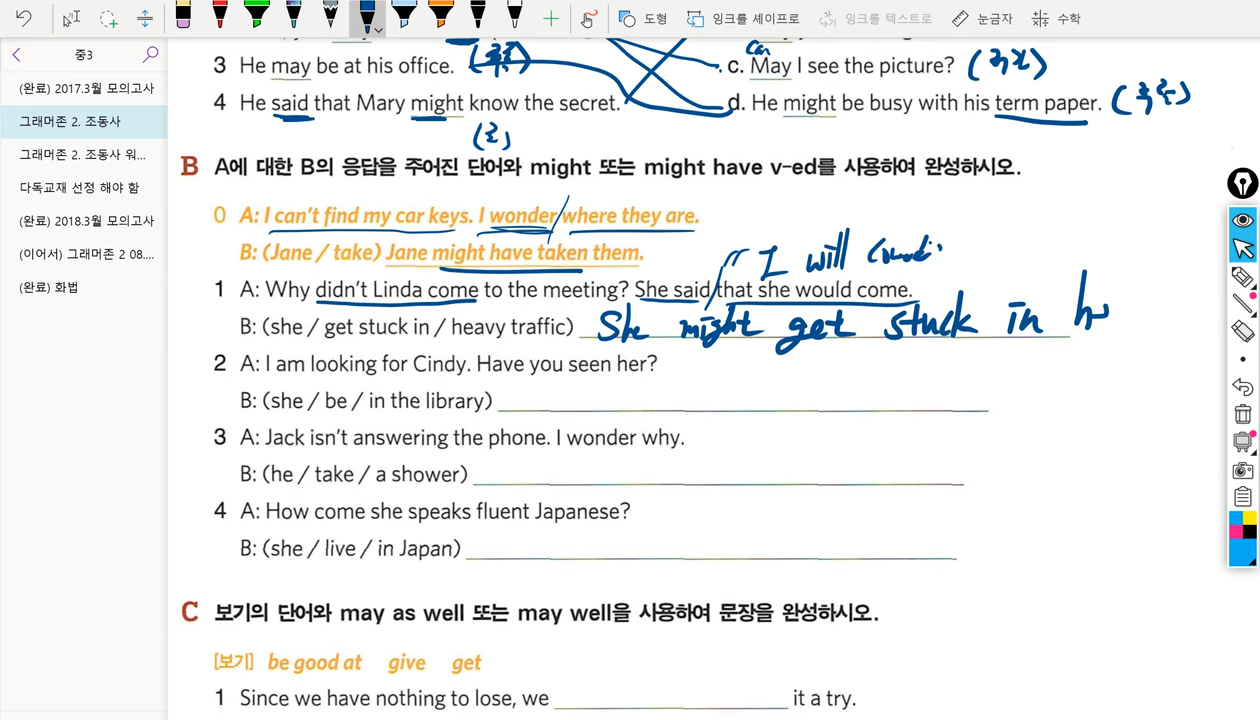 도형 잉크를 셰이프로 잉크를 텍스트로 눈금자 수학
중3
(완료) 2017.3월 모의고사
그래머존 2. 조동사
그래머존 2. 조동사 워...
다독교재 선정 해야 함
(완료) 2018.3월 모의고사
(이어서) 그래머존 2 08....
(완료) 화법
3 He may be at his office.
can
c. May I see the picture?
4 He said that Mary might know the secret.
d. He might be busy with his term paper.
B A에 대한 B의 응답을 주어진 단어와 might 또는 might have v-ed를 사용하여 완성하시오.
0 A: I can't find my car keys. I wonder where they are.
B: (Jane / take) Jane might have taken them.
I will
1 A: Why didn't Linda come to the meeting? She said that she would come.
B: (she / get stuck in / heavy traffic) She might get stuck in
2 A: I am looking for Cindy. Have you seen her?
B: (she / be / in the library)
3 A: Jack isn't answering the phone. I wonder why.
B: (he / take / a shower)
4 A: How come she speaks fluent Japanese?
B: (she / live / in Japan)
C 보기의 단어와 may as well 또는 may well을 사용하여 문장을 완성하시오.
[보기] be good at give get
1 Since we have nothing to lose, we it a try.